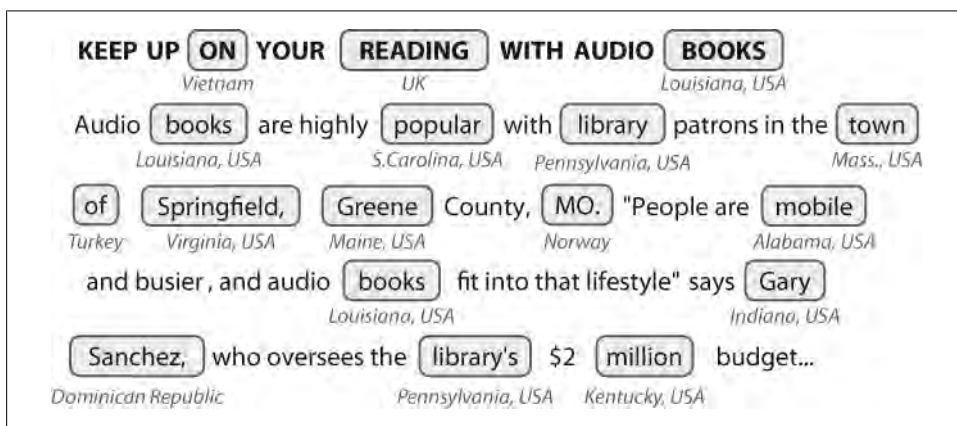 KEEP UP ON YOUR READING WITH AUDIO BOOKS
Vietnam UK Louisiana, USA
Audio books are highly popular with library patrons in the town
Louisiana, USA S.Carolina, USA Pennsylvania, USA Mass., USA
of Springfield, Greene County, MO. "People are mobile
Turkey Virginia, USA Maine, USA Norway Alabama, USA
and busier, and audio books fit into that lifestyle" says Gary
Louisiana, USA Indiana, USA
Sanchez, who oversees the library's $2 million budget...
Dominican Republic Pennsylvania, USA Kentucky, USA